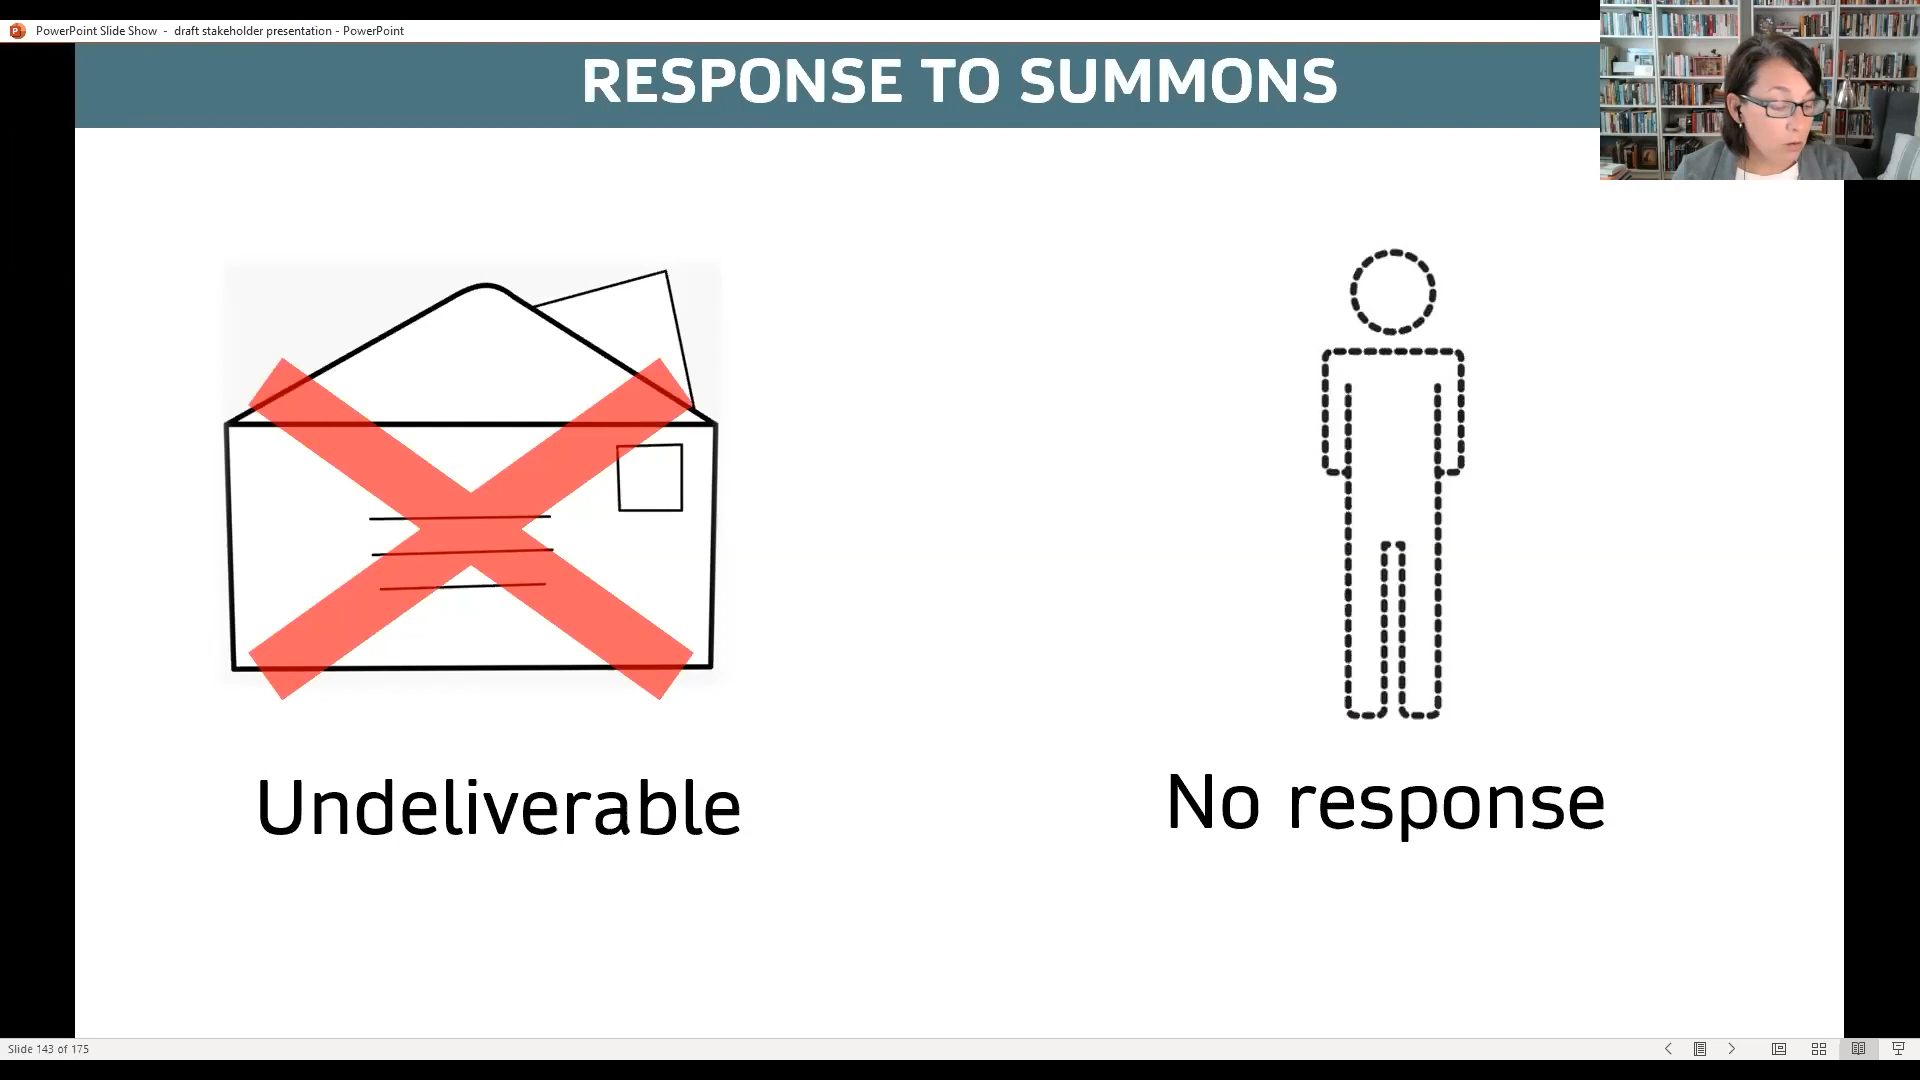 PowerPoint Slide Show - draft stakeholder presentation - PowerPoint
RESPONSE TO SUMMONS
Undeliverable
No response
Slide 143 of 175